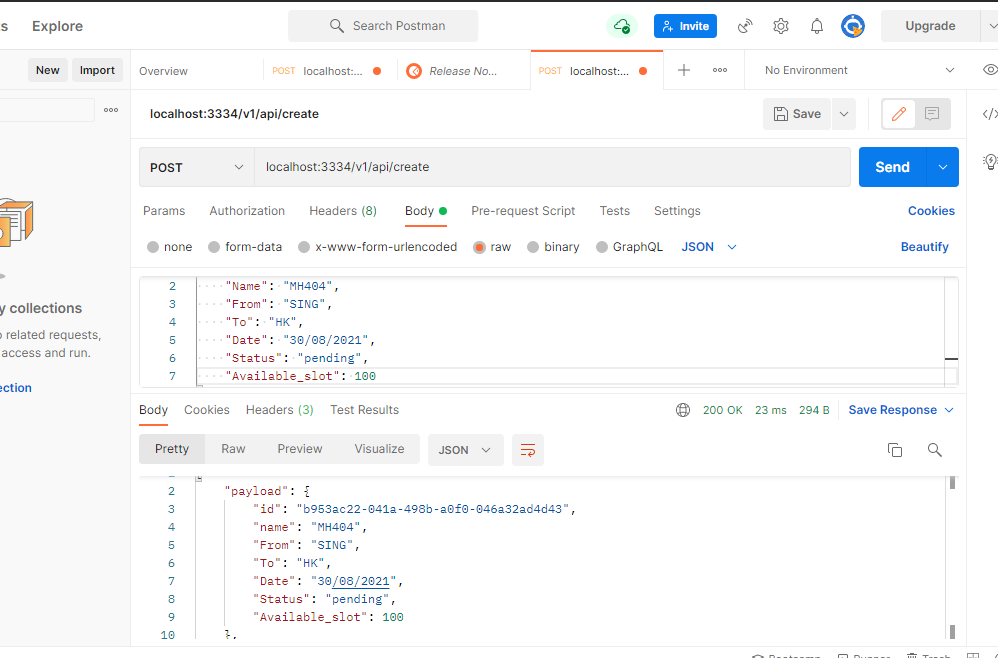 s Explore Search Postman Invite Upgrade
New Import Overview POST localhost:... Release No... POST localhost:... No Environment
localhost:3334/v1/api/create Save
POST localhost:3334/v1/api/create Send
Params Authorization Headers (8) Body Pre-request Script Tests Settings Cookies
none form-data x-www-form-urlencoded raw binary GraphQL JSON Beautify
2 "Name": "MH404",
3 "From": "SING",
4 "To": "HK",
5 "Date": "30/08/2021",
6 "Status": "pending",
7 "Available_slot": 100
y collections
related requests,
access and run.
ection
Body Cookies Headers (3) Test Results 200 OK 23 ms 294 B Save Response
Pretty Raw Preview Visualize JSON
2 "payload": {
3 "id": "b953ac22-041a-498b-a0f0-046a32ad4d43",
4 "name": "MH404",
5 "From": "SING",
6 "To": "HK",
7 "Date": "30/08/2021",
8 "Status": "pending",
9 "Available_slot": 100
10 },
Bootcamp Runner Trash